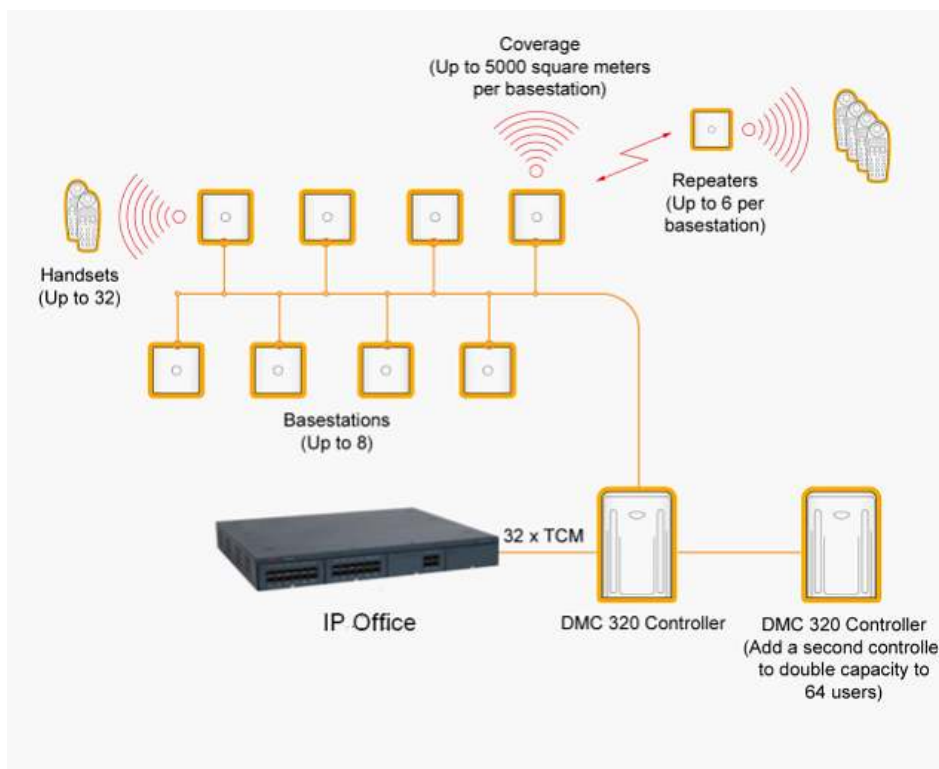 Coverage
(Up to 5000 square meters
per basestation)
Repeaters
(Up to 6 per
basestation)
Handsets
(Up to 32)
Basestations
(Up to 8)
32 x TCM
IP Office
DMC 320 Controller
DMC 320 Controller
(Add a second controlle
to double capacity to
64 users)